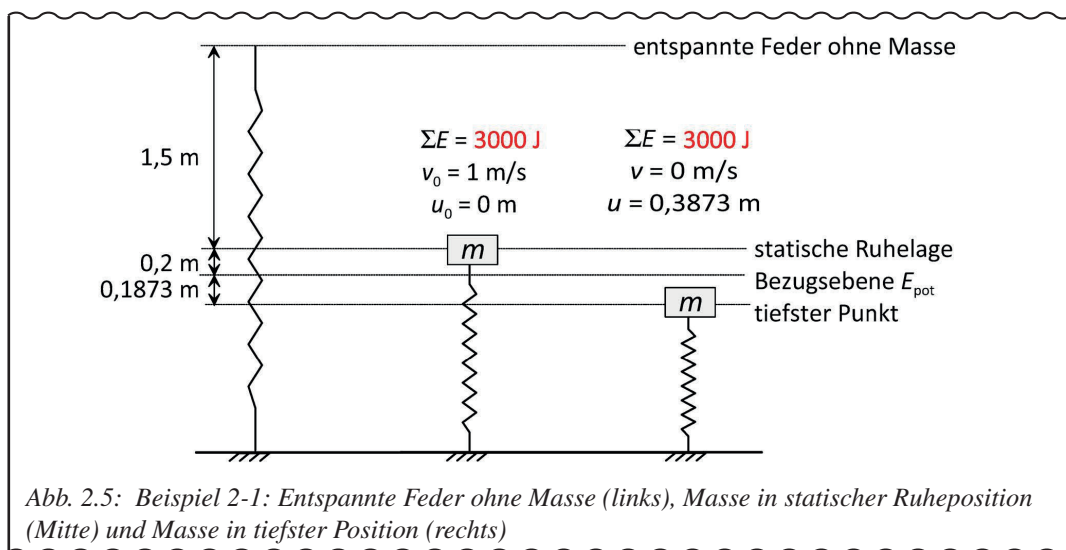 entspannte Feder ohne Masse
1,5 m
ΣE = 3000 J
v₀ = 1 m/s
u₀ = 0 m
ΣE = 3000 J
v = 0 m/s
u = 0,3873 m
m
statische Ruhelage
0,2 m
Bezugsebene E_pot
0,1873 m
m
tiefster Punkt
Abb. 2.5: Beispiel 2-1: Entspannte Feder ohne Masse (links), Masse in statischer Ruheposition
(Mitte) und Masse in tiefster Position (rechts)